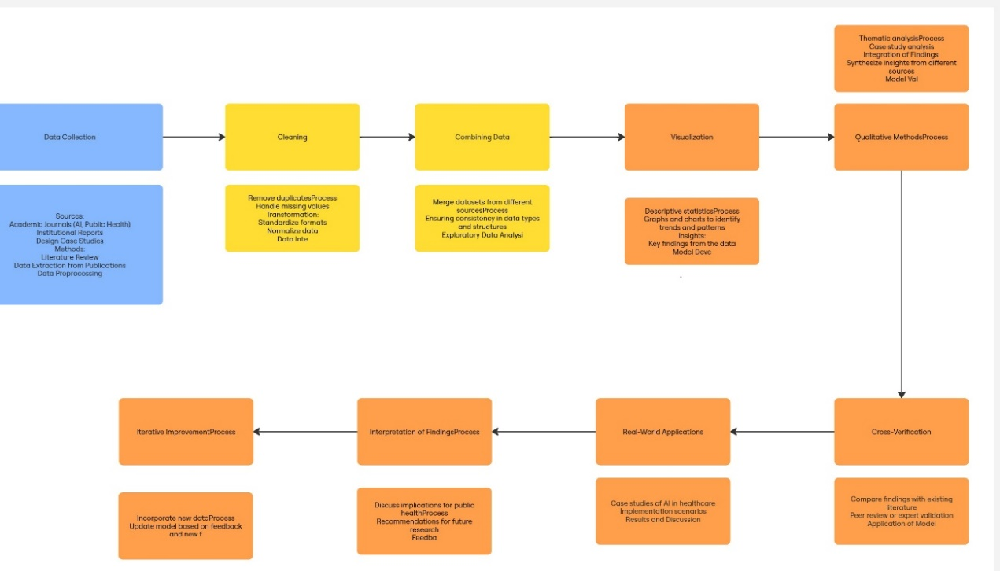 Thematic analysisProcess
Case study analysis
Integration of Findings:
Synthesize insights from different
sources
Model Val
Data Collection
Cleaning
Combining Data
Visualization
Qualitative MethodsProcess
Sources:
Academic Journals (AI, Public Health)
Institutional Reports
Design Case Studies
Methods:
Literature Review
Data Extraction from Publications
Data Preprocessing
Remove duplicatesProcess
Handle missing values
Transformation:
Standardize formats
Normalize data
Data Inte
Merge datasets from different
sourcesProcess
Ensuring consistency in data types
and structures
Exploratory Data Analysi
Descriptive statisticsProcess
Graphs and charts to identify
trends and patterns
Insights:
Key findings from the data
Model Deve
Iterative ImprovementProcess
Interpretation of FindingsProcess
Real-World Applications
Cross-Verification
Incorporate new dataProcess
Update model based on feedback
and new f
Discuss implications for public
healthProcess
Recommendations for future
research
Feedba
Case studies of AI in healthcare
Implementation scenarios
Results and Discussion
Compare findings with existing
literature
Peer review or expert validation
Application of Model